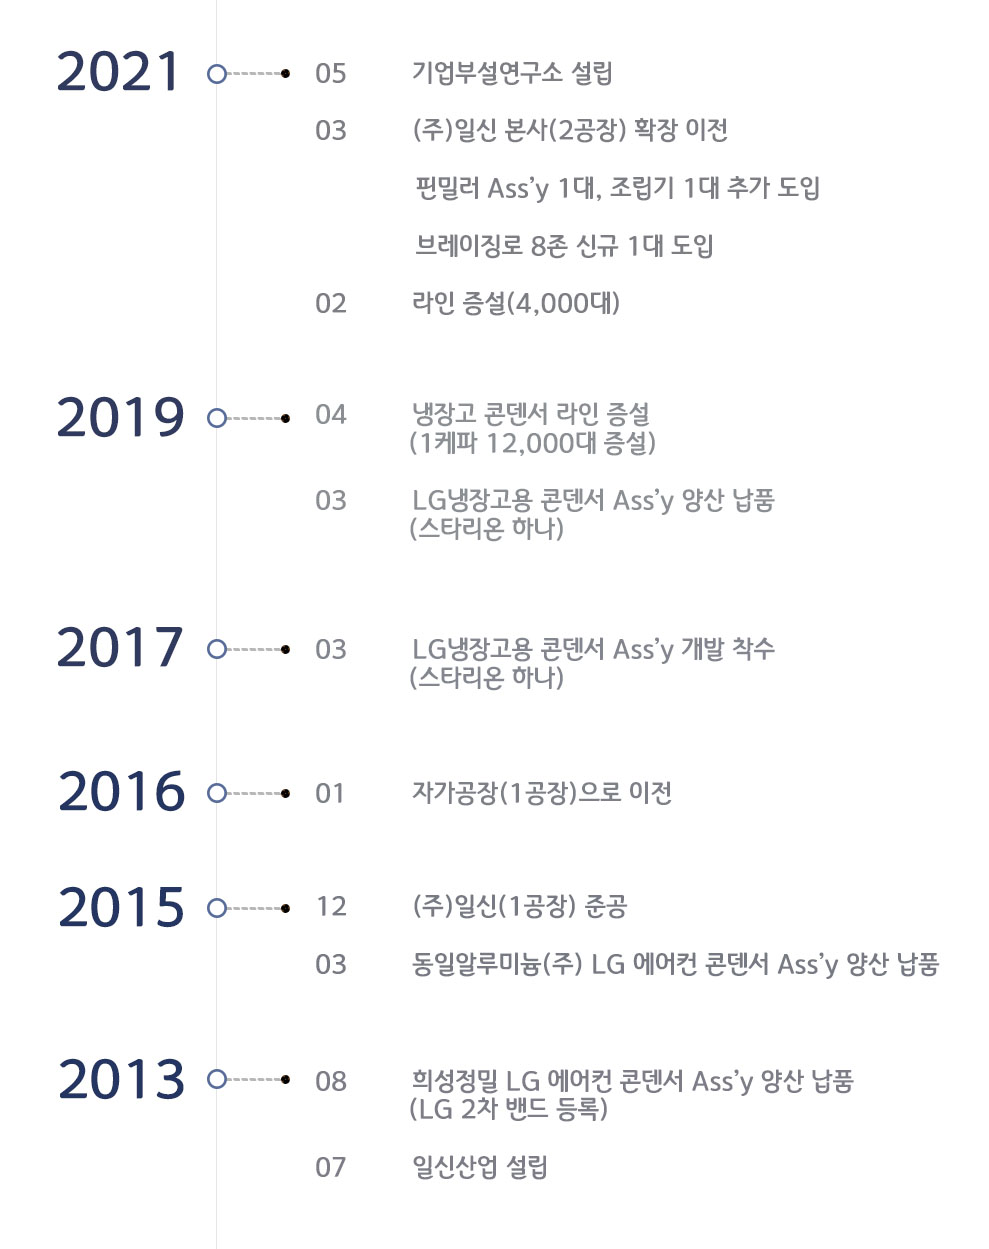 2021 05 기업부설연구소 설립
03 (주)일신 본사(2공장) 확장 이전
핀밀러 Ass’y 1대, 조립기 1대 추가 도입
브레이징로 8존 신규 1대 도입
02 라인 증설(4,000대)
2019 04 냉장고 콘덴서 라인 증설
(1케파 12,000대 증설)
03 LG냉장고용 콘덴서 Ass’y 양산 납품
(스타리온 하나)
2017 03 LG냉장고용 콘덴서 Ass’y 개발 착수
(스타리온 하나)
2016 01 자가공장(1공장)으로 이전
2015 12 (주)일신(1공장) 준공
03 동일알루미늄(주) LG 에어컨 콘덴서 Ass’y 양산 납품
2013 08 희성정밀 LG 에어컨 콘덴서 Ass’y 양산 납품
(LG 2차 밴드 등록)
07 일신산업 설립